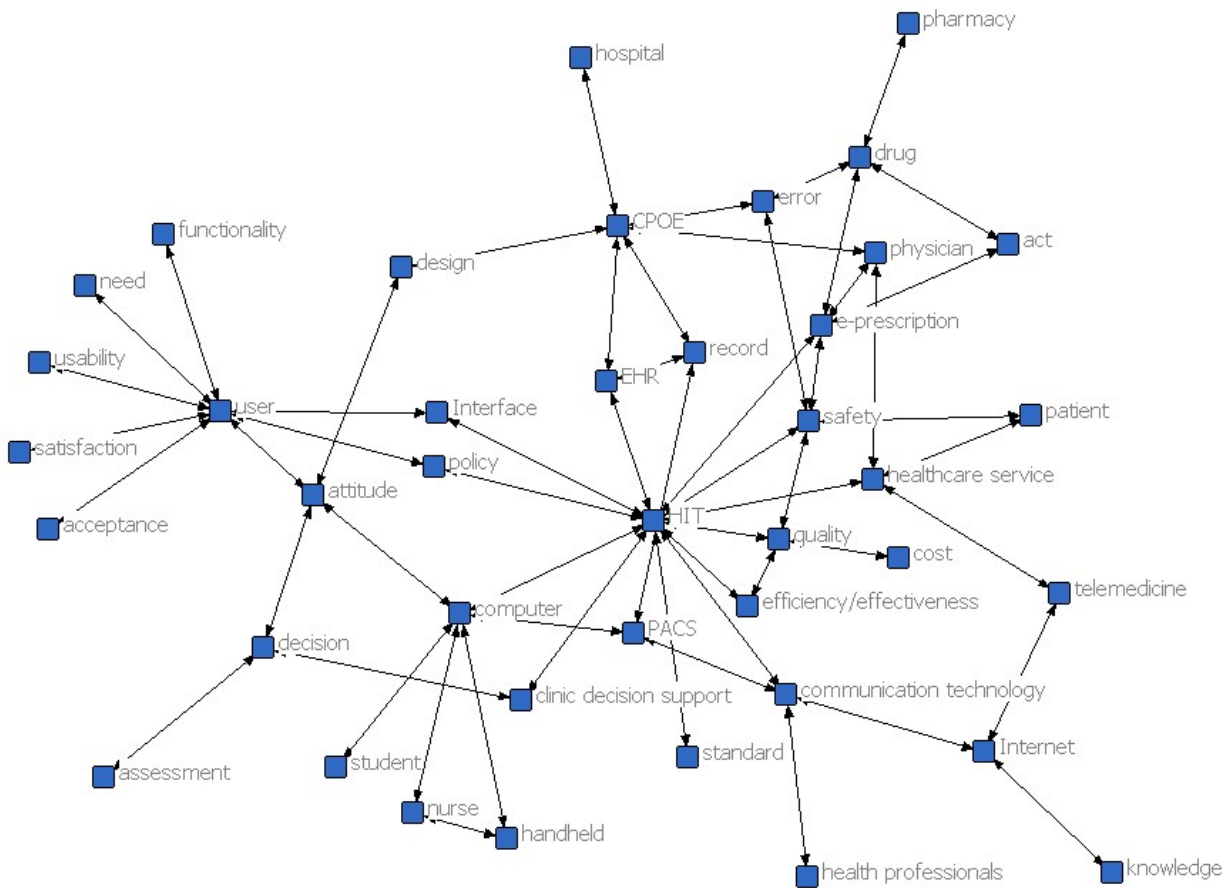 pharmacy
hospital
drug
error
CPOE
functionality
physician
act
design
need
e-prescription
record
usability
EHR
user
Interface
safety
patient
satisfaction
policy
healthcare service
attitude
HIT
acceptance
quality
cost
telemedicine
computer
efficiency/effectiveness
PACS
decision
clinic decision support
communication technology
Internet
standard
student
assessment
nurse
handheld
health professionals
knowledge